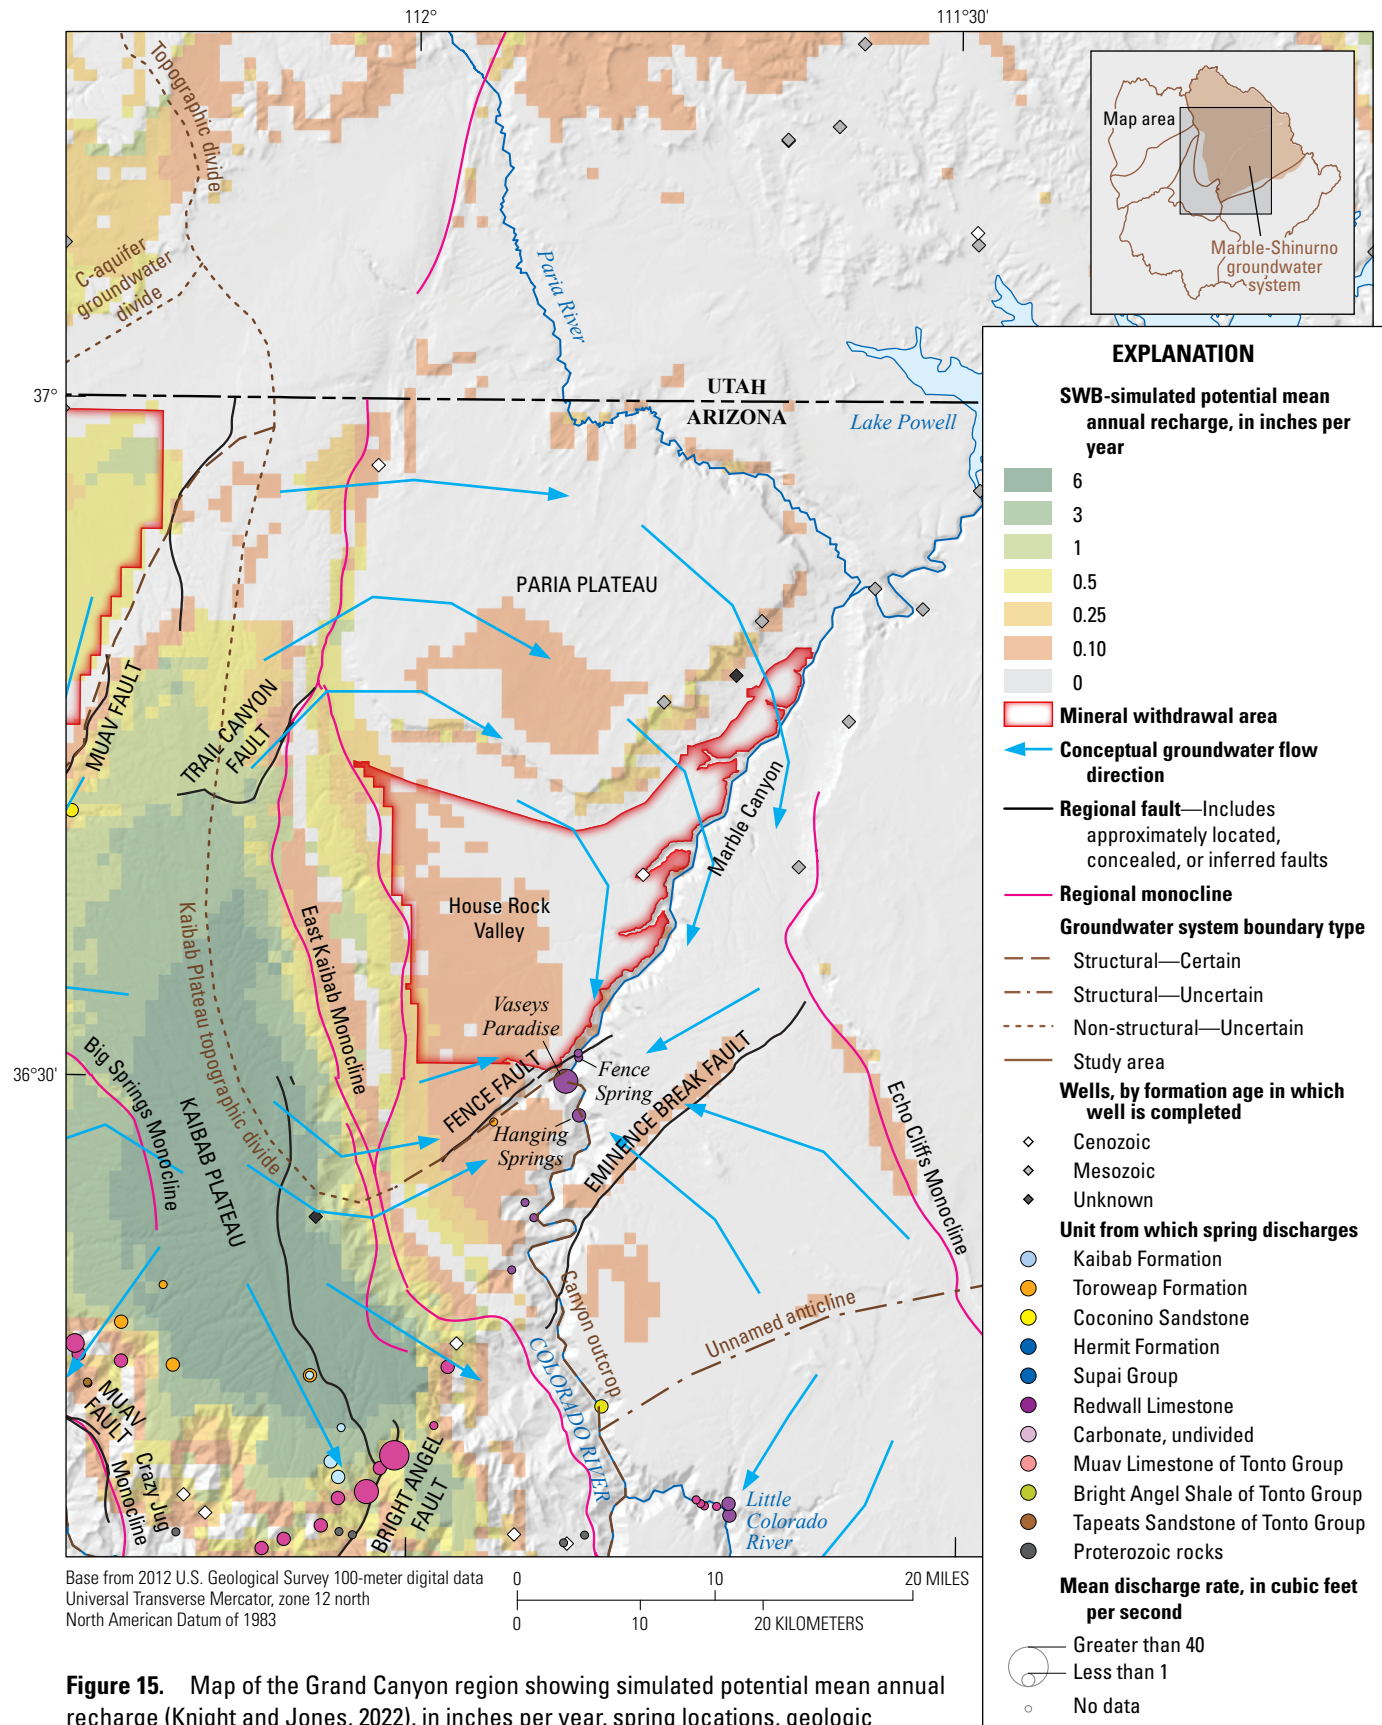 112°
111°30'
Topographic divide
Map area
Marble-Shinurno
groundwater
system
C-aquifer
groundwater
divide
Paria River
37°
UTAH
ARIZONA
Lake Powell
PARIA PLATEAU
MUAV FAULT
TRAIL CANYON
FAULT
Marble Canyon
House Rock
Valley
East Kaibab Monocline
Kaibab Plateau topographic divide
Vaseys
Paradise
36°30'
Big Springs Monocline
KAIBAB PLATEAU
FENCE FAULT
Fence
Spring
Hanging
Springs
EMINENCE BREAK FAULT
Echo Cliffs Monocline
Canyon outcrop
Unnamed anticline
COLORADO RIVER
MUAV
FAULT
Crazy Jug
Monocline
BRIGHT ANGEL
FAULT
Little
Colorado
River
EXPLANATION
SWB-simulated potential mean
annual recharge, in inches per
year
6
3
1
0.5
0.25
0.10
0
Mineral withdrawal area
Conceptual groundwater flow
direction
Regional fault—Includes
approximately located,
concealed, or inferred faults
Regional monocline
Groundwater system boundary type
Structural—Certain
Structural—Uncertain
Non-structural—Uncertain
Study area
Wells, by formation age in which
well is completed
Cenozoic
Mesozoic
Unknown
Unit from which spring discharges
Kaibab Formation
Toroweap Formation
Coconino Sandstone
Hermit Formation
Supai Group
Redwall Limestone
Carbonate, undivided
Muav Limestone of Tonto Group
Bright Angel Shale of Tonto Group
Tapeats Sandstone of Tonto Group
Proterozoic rocks
Mean discharge rate, in cubic feet
per second
Greater than 40
Less than 1
No data
Base from 2012 U.S. Geological Survey 100-meter digital data
Universal Transverse Mercator, zone 12 north
North American Datum of 1983
0 10 20 MILES
0 10 20 KILOMETERS
Figure 15. Map of the Grand Canyon region showing simulated potential mean annual
recharge (Knight and Jones, 2022), in inches per year, spring locations, geologic